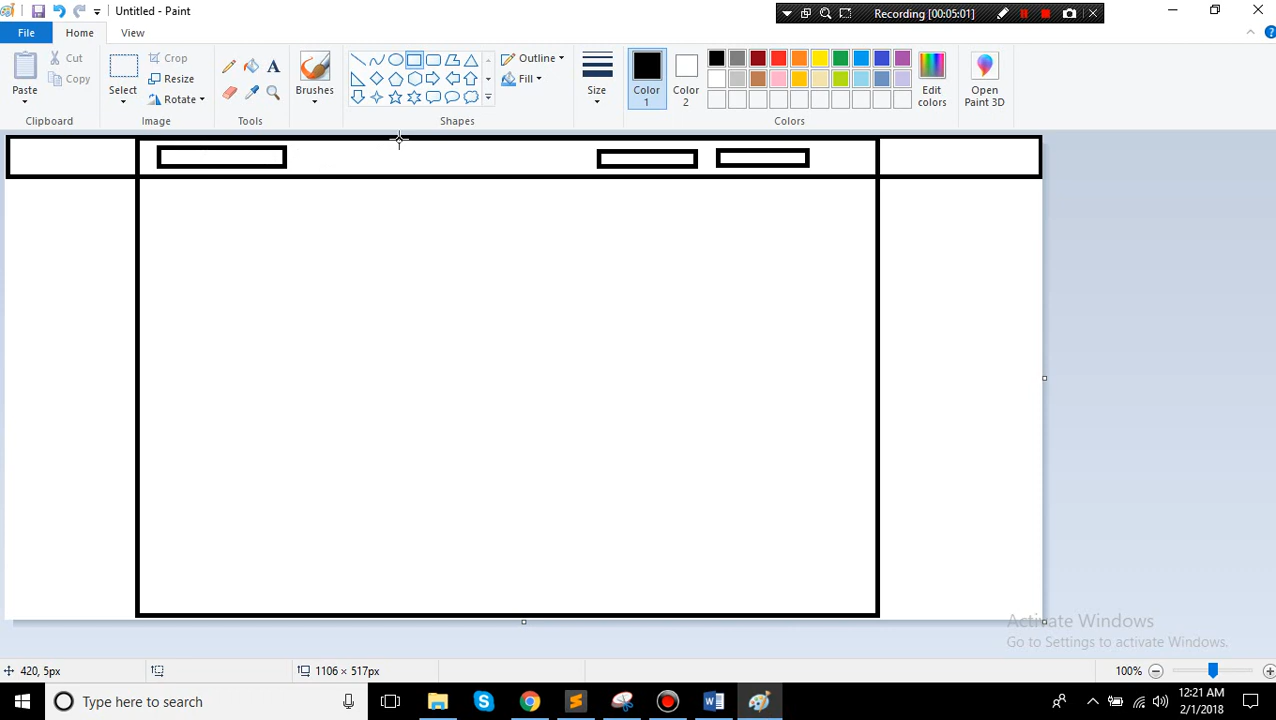 Untitled - Paint
Recording [00:05:01]
File Home View
Paste
Cut
Copy
Clipboard
Select
Crop
Resize
Rotate
Image
A
Tools
Brushes
Shapes
Outline
Fill
Size
Color 1
Color 2
Edit colors
Colors
Open Paint 3D
Activate Windows
Go to Settings to activate Windows.
420, 5px
1106 × 517px
100%
Type here to search
12:21 AM
2/1/2018